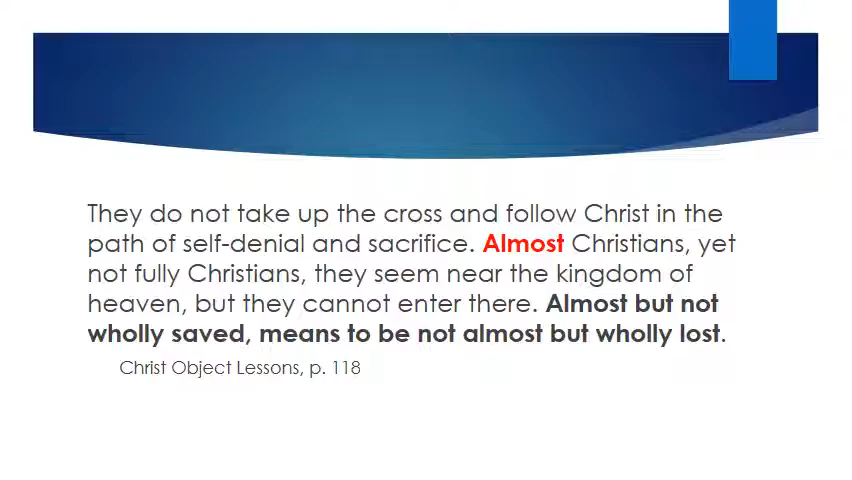 They do not take up the cross and follow Christ in the
path of self-denial and sacrifice. Almost Christians, yet
not fully Christians, they seem near the kingdom of
heaven, but they cannot enter there. Almost but not
wholly saved, means to be not almost but wholly lost.
Christ Object Lessons, p. 118